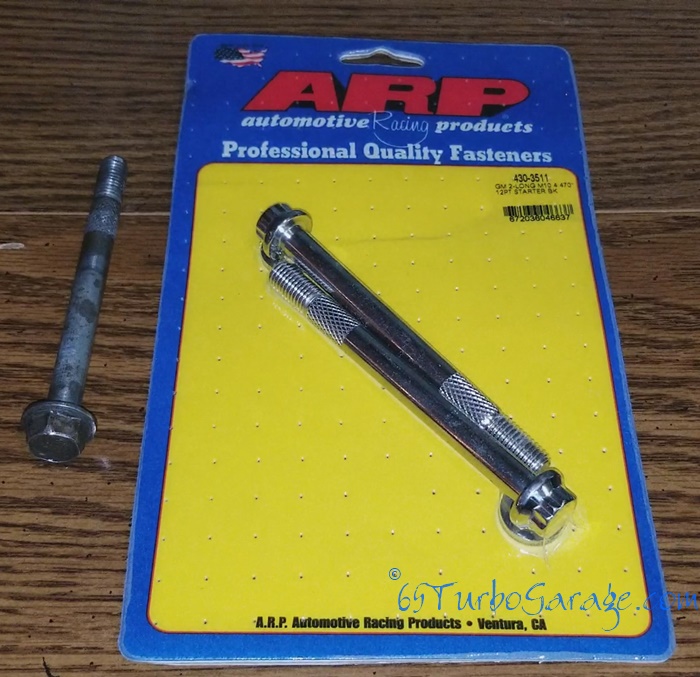 ARP
automotive Racing products
Professional Quality Fasteners
430-3511
GM 2-LONG M10 4.470"
12PT STARTER BK
672036046637
© 65TurboGarage.com
A.R.P. Automotive Racing Products • Ventura, CA